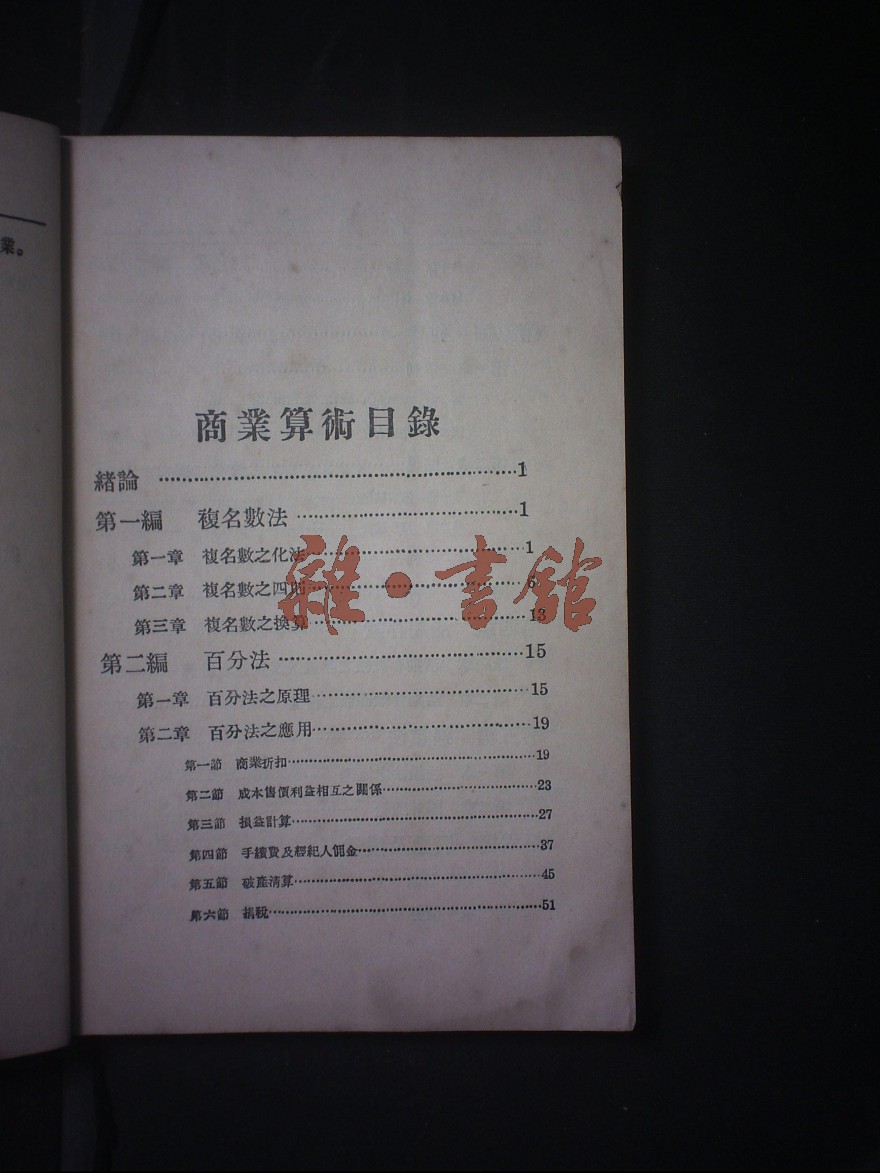 業。
商業算術目錄
緒論 ……1
第一編 複名數法……1
第一章 複名數之化法……1
第二章 複名數之四則……6
第三章 複名數之換算……13
第二編 百分法……15
第一章 百分法之原理……15
第二章 百分法之應用……19
第一節 商業折扣……19
第二節 成本售價利益相互之關係……23
第三節 損益計算……27
第四節 手續費及經紀人佣金……37
第五節 破產清算……45
第六節 捐稅……51
雜·書館